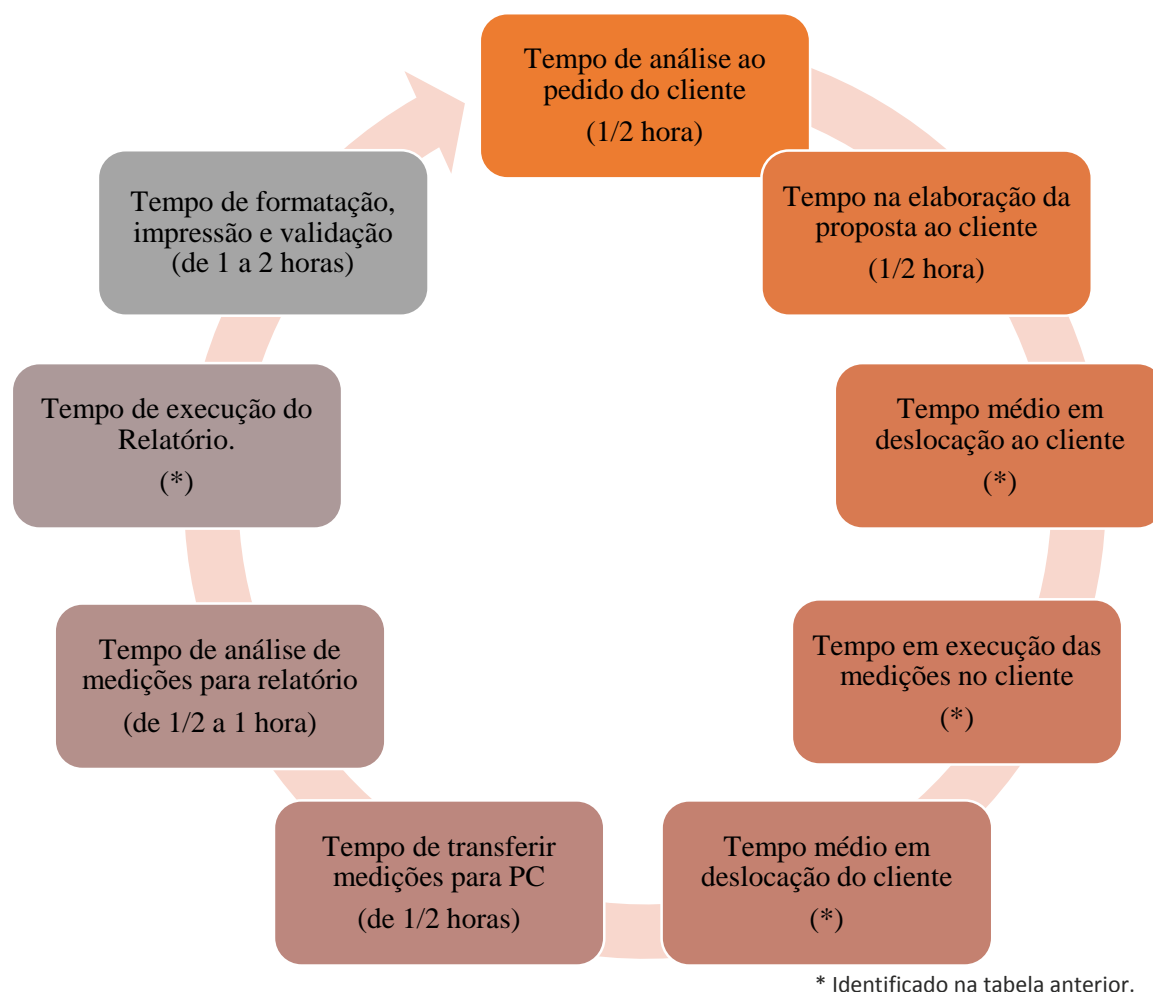 Tempo de análise ao
pedido do cliente
(1/2 hora)
Tempo na elaboração da
proposta ao cliente
(1/2 hora)
Tempo médio em
deslocação ao cliente
(*)
Tempo em execução das
medições no cliente
(*)
Tempo médio em
deslocação do cliente
(*)
Tempo de transferir
medições para PC
(de 1/2 horas)
Tempo de análise de
medições para relatório
(de 1/2 a 1 hora)
Tempo de execução do
Relatório.
(*)
Tempo de formatação,
impressão e validação
(de 1 a 2 horas)
* Identificado na tabela anterior.